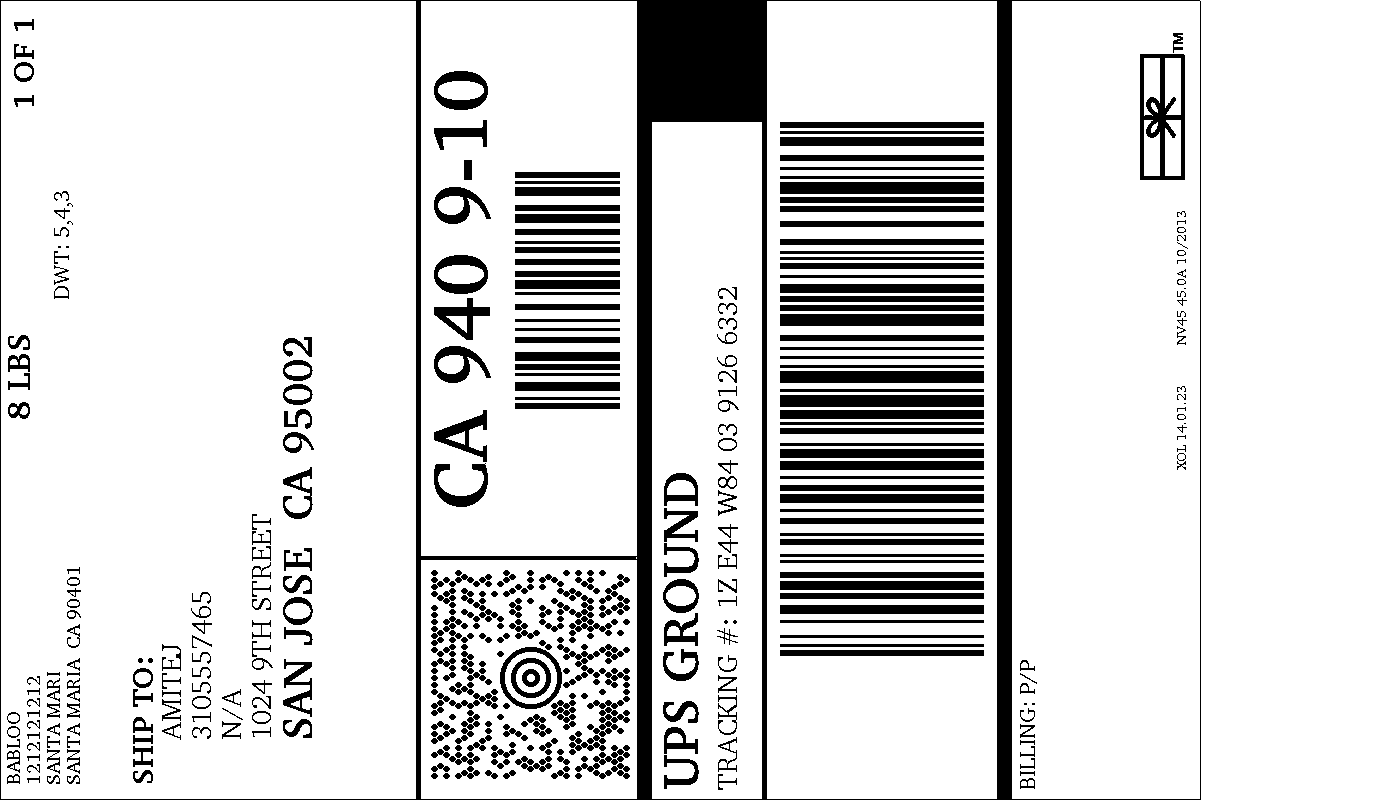 BABLOO
1212121212
SANTA MARI
SANTA MARIA  CA 90401
8 LBS
1 OF 1
DWT: 5,4,3
SHIP TO:
AMITEJ
3105557465
N/A
1024 9TH STREET
SAN JOSE  CA 95002
CA 940 9-10
UPS GROUND
TRACKING #: 1Z E44 W84 03 9126 6332
BILLING: P/P
XOL 14.01.23
NV45 45.0A 10/2013
TM